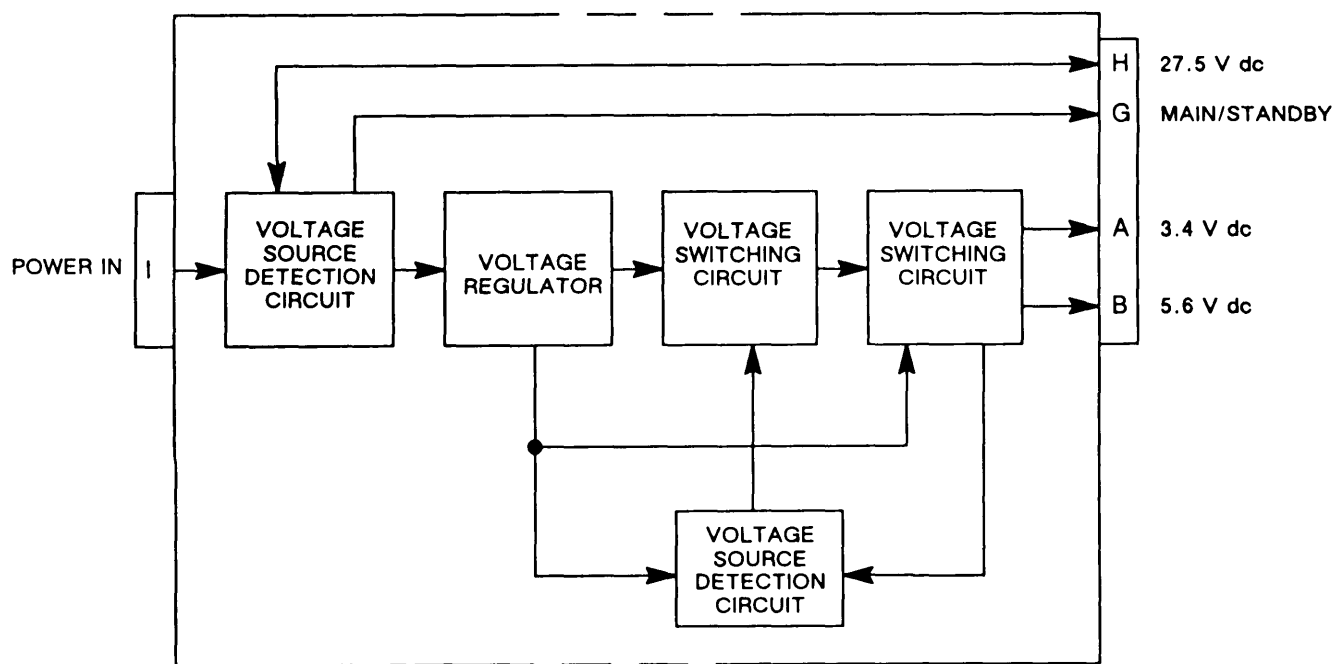 H 27.5 V dc
G MAIN/STANDBY
POWER IN I
VOLTAGE
SOURCE
DETECTION
CIRCUIT
VOLTAGE
REGULATOR
VOLTAGE
SWITCHING
CIRCUIT
VOLTAGE
SWITCHING
CIRCUIT
A 3.4 V dc
B 5.6 V dc
VOLTAGE
SOURCE
DETECTION
CIRCUIT